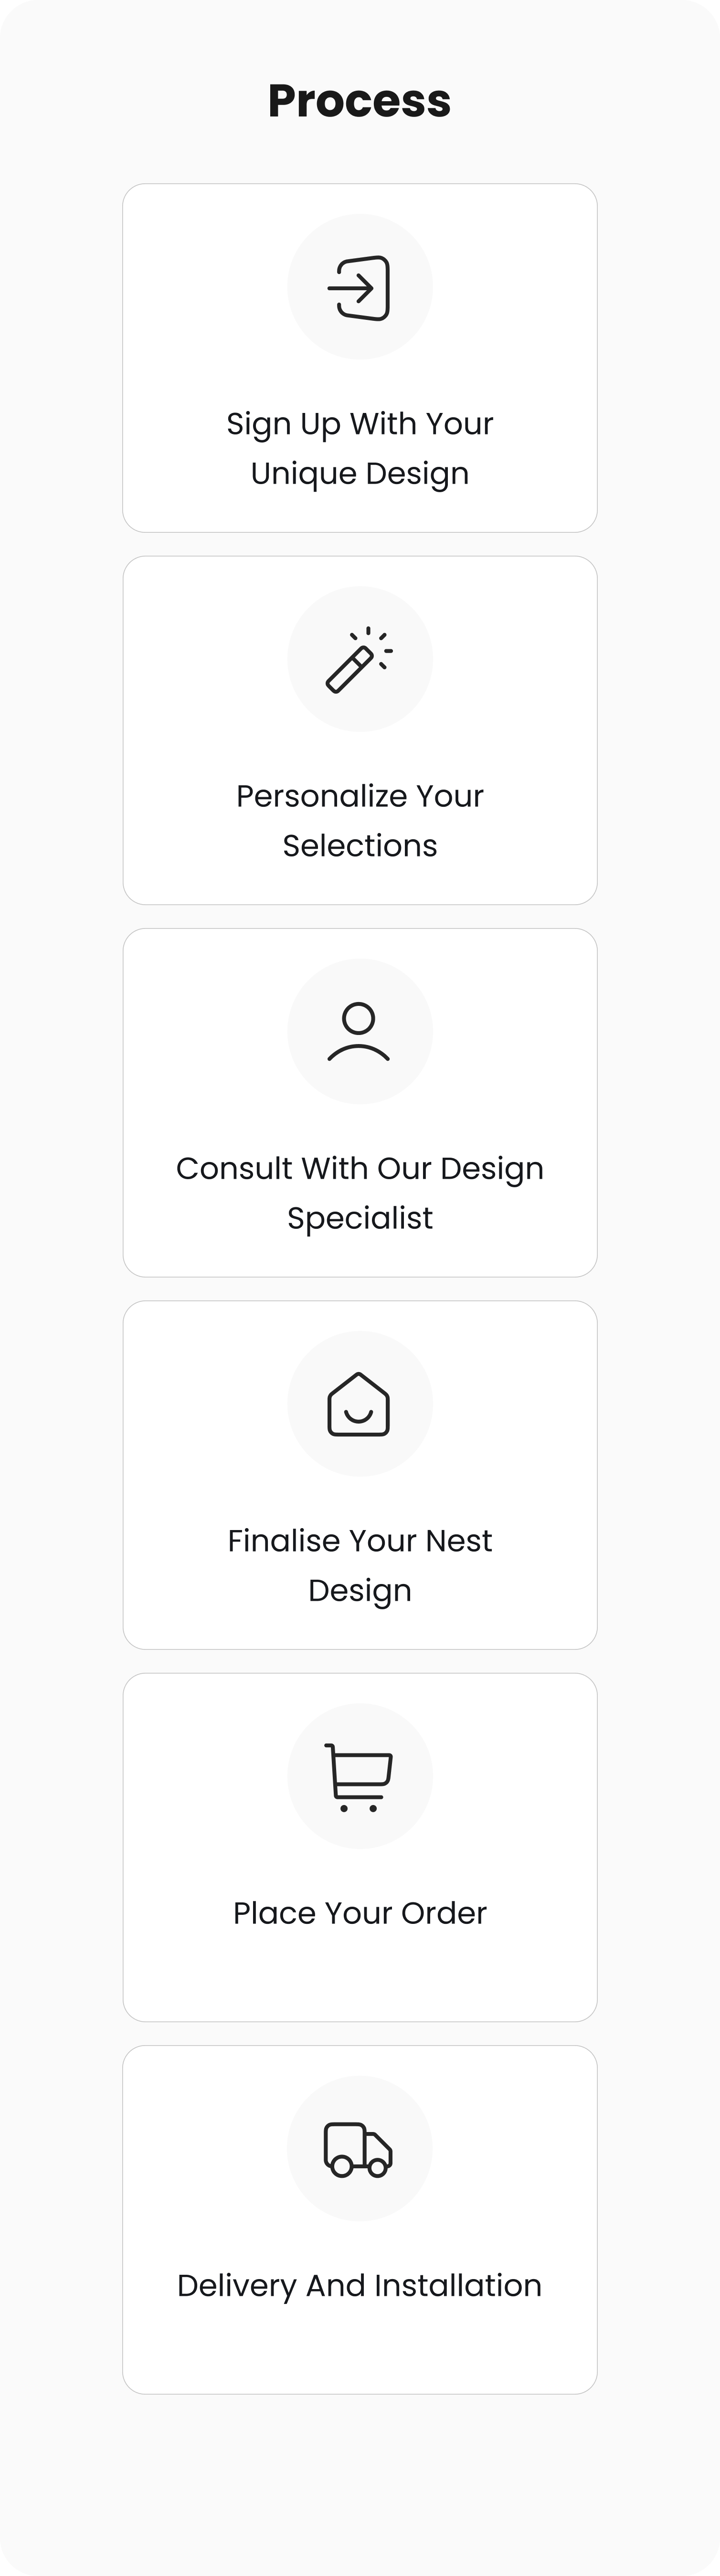 Process
Sign Up With Your
Unique Design
Personalize Your
Selections
Consult With Our Design
Specialist
Finalise Your Nest
Design
Place Your Order
Delivery And Installation